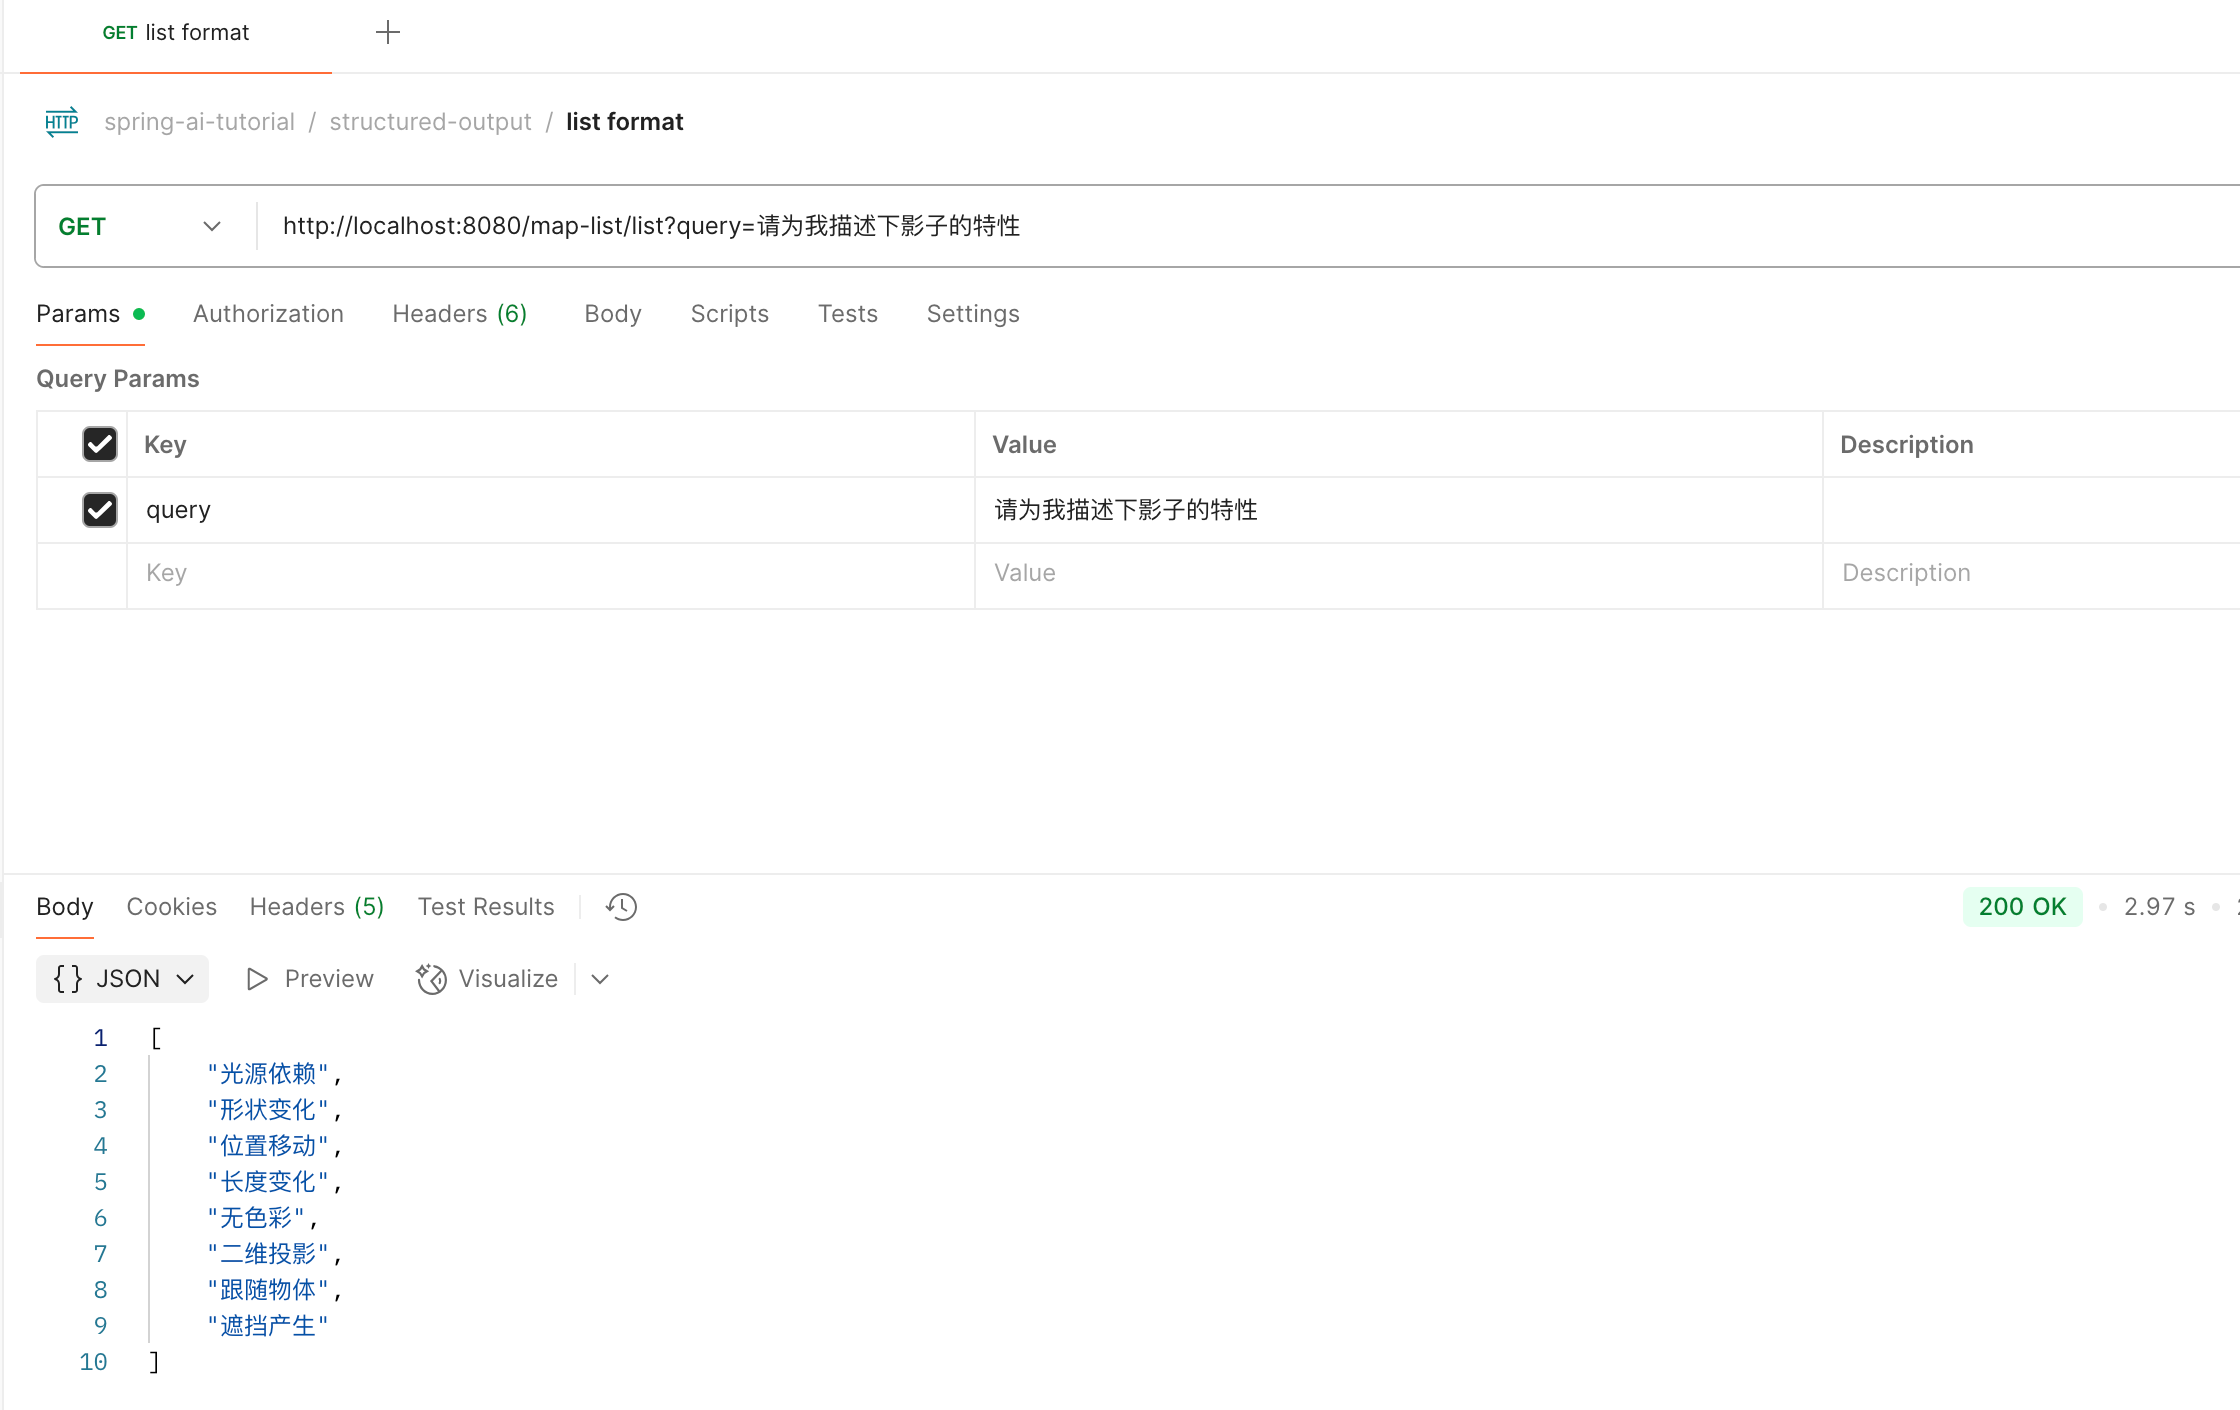 GET list format
HTTP spring-ai-tutorial / structured-output / list format
GET http://localhost:8080/map-list/list?query=请为我描述下影子的特性
Params Authorization Headers (6) Body Scripts Tests Settings
Query Params
Key Value Description
query 请为我描述下影子的特性
Key Value Description
Body Cookies Headers (5) Test Results 200 OK • 2.97 s •
{} JSON Preview Visualize
1 [
2 "光源依赖",
3 "形状变化",
4 "位置移动",
5 "长度变化",
6 "无色彩",
7 "二维投影",
8 "跟随物体",
9 "遮挡产生"
10 ]